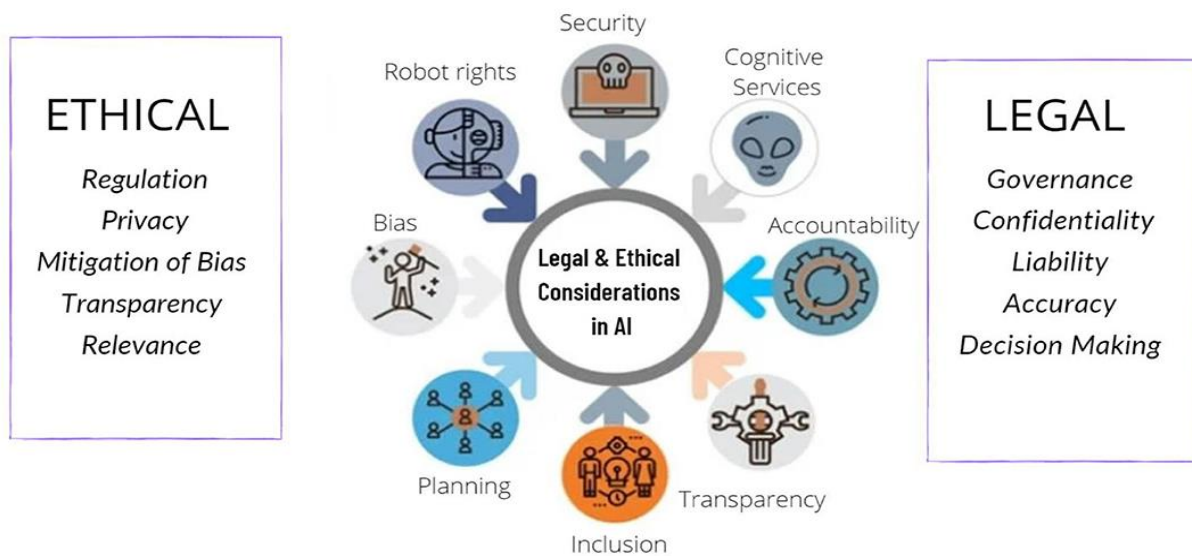 ETHICAL
Regulation
Privacy
Mitigation of Bias
Transparency
Relevance
Security
Robot rights
Cognitive
Services
Bias
Accountability
Legal & Ethical
Considerations
in AI
Planning
Transparency
Inclusion
LEGAL
Governance
Confidentiality
Liability
Accuracy
Decision Making